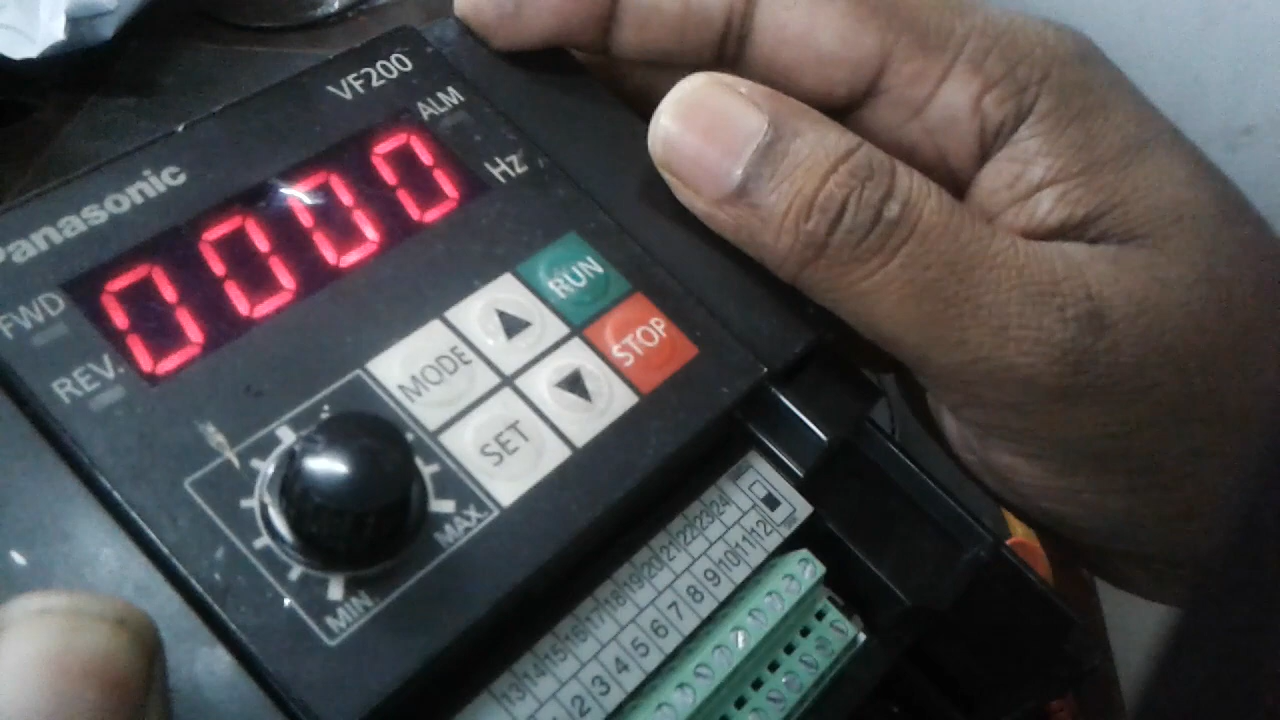 VF200
Panasonic
ALM
0000
Hz
FWD
REV.
RUN
MODE
STOP
SET
MAX.
MIN.
13 14 15 16 17 18 19 20 21 22 23 24
1 2 3 4 5 6 7 8 9 10 11 12